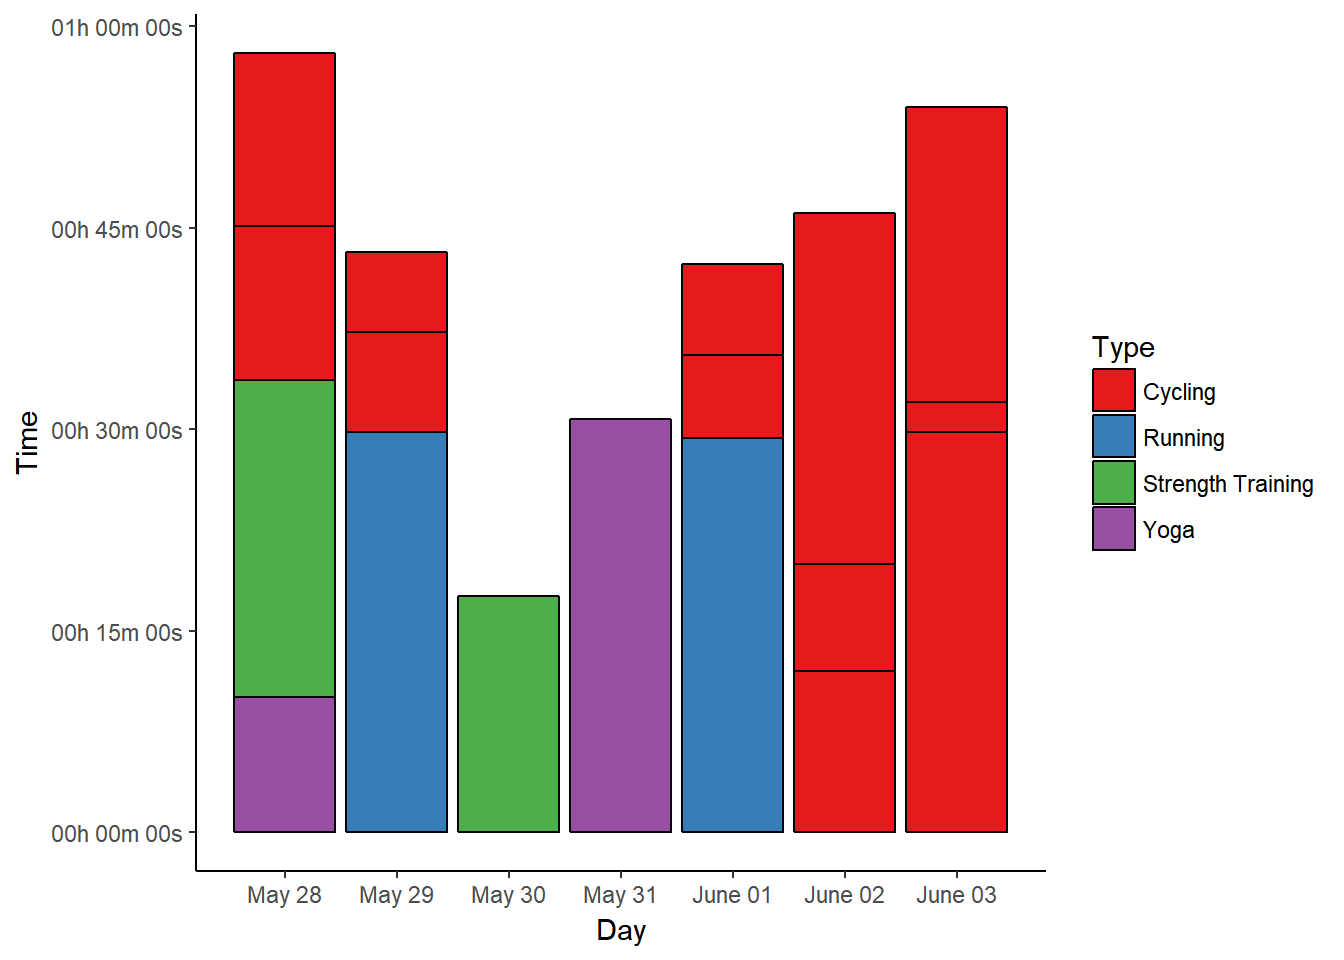 01h 00m 00s
00h 45m 00s
00h 30m 00s
00h 15m 00s
00h 00m 00s
Time
May 28
May 29
May 30
May 31
June 01
June 02
June 03
Day
Type
Cycling
Running
Strength Training
Yoga